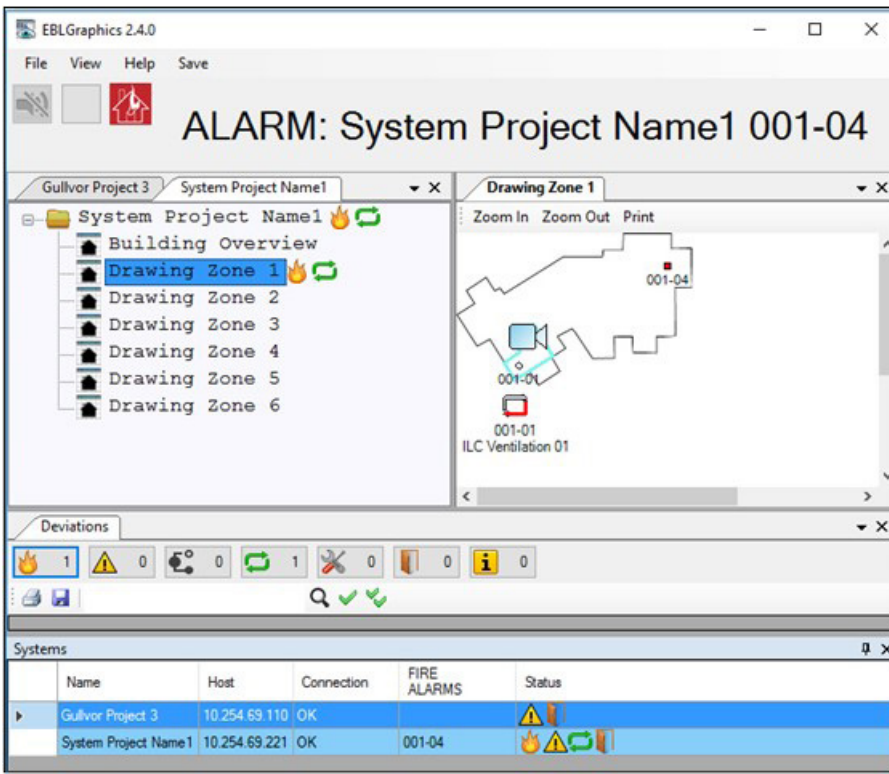 EBLGraphics 2.4.0
File View Help Save
ALARM: System Project Name1 001-04
Gullvor Project 3 System Project Name1
System Project Name1
Building Overview
Drawing Zone 1
Drawing Zone 2
Drawing Zone 3
Drawing Zone 4
Drawing Zone 5
Drawing Zone 6
Drawing Zone 1
Zoom In Zoom Out Print
001-04
001-01
001-01
ILC Ventilation 01
Deviations
1 0 0 1 0 0 0
Systems
Name Host Connection FIRE ALARMS Status
Gullvor Project 3 10.254.69.110 OK
System Project Name1 10.254.69.221 OK 001-04